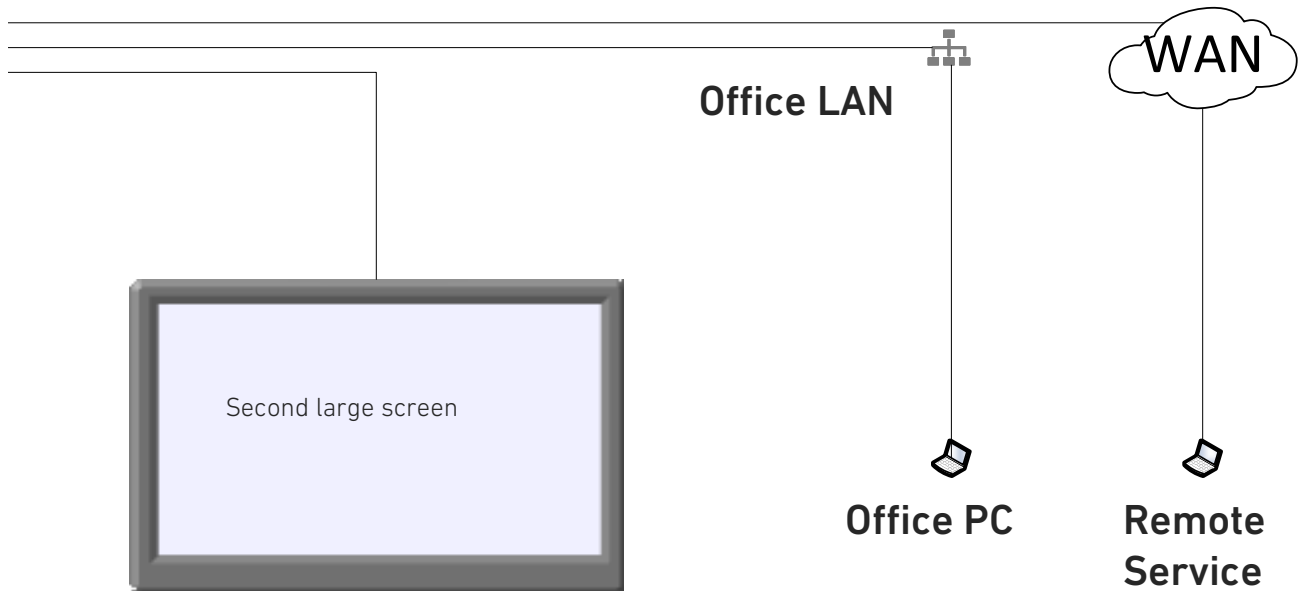 WAN
Office LAN
Second large screen
Office PC
Remote
Service